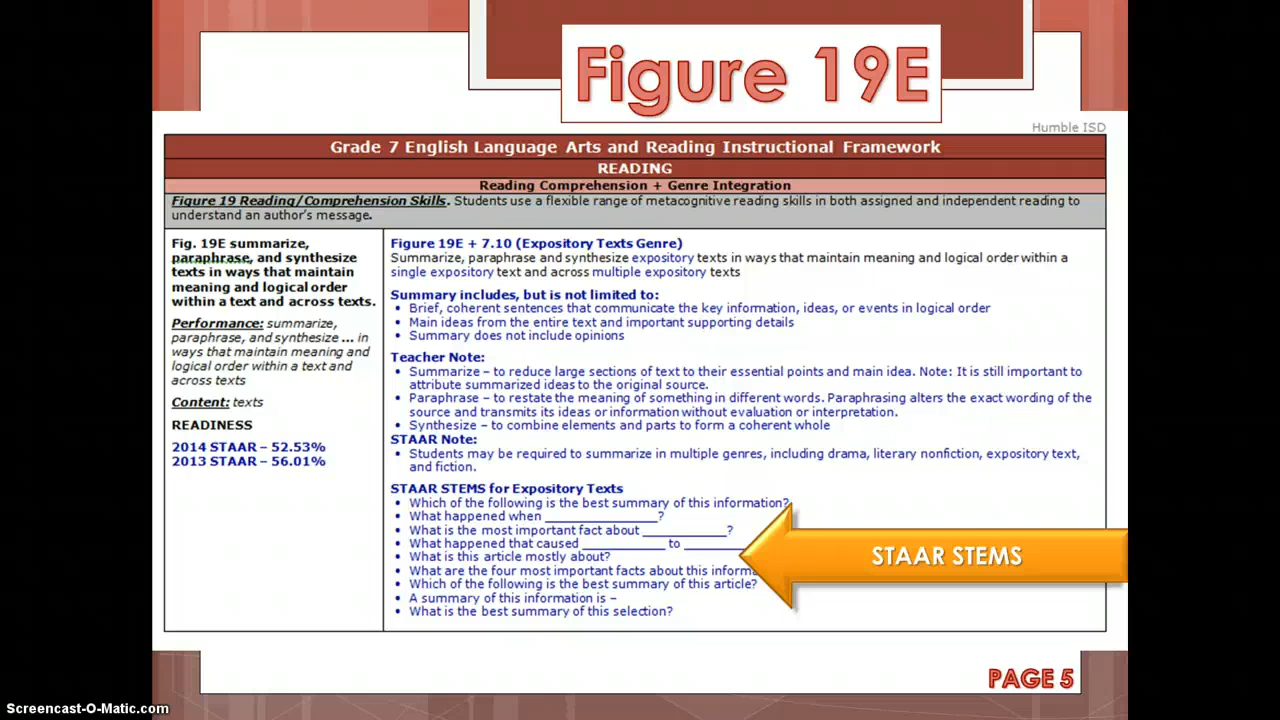 Figure 19E
Humble ISD
Grade 7 English Language Arts and Reading Instructional Framework
READING
Reading Comprehension + Genre Integration
Figure 19 Reading/Comprehension Skills. Students use a flexible range of metacognitive reading skills in both assigned and independent reading to
understand an author's message.
Fig. 19E summarize,
paraphrase, and synthesize
texts in ways that maintain
meaning and logical order
within a text and across texts.
Performance: summarize,
paraphrase, and synthesize ... in
ways that maintain meaning and
logical order within a text and
across texts
Content: texts
READINESS
2014 STAAR – 52.53%
2013 STAAR – 56.01%
Figure 19E + 7.10 (Expository Texts Genre)
Summarize, paraphrase and synthesize expository texts in ways that maintain meaning and logical order within a
single expository text and across multiple expository texts
Summary includes, but is not limited to:
• Brief, coherent sentences that communicate the key information, ideas, or events in logical order
• Main ideas from the entire text and important supporting details
• Summary does not include opinions
Teacher Note:
• Summarize – to reduce large sections of text to their essential points and main idea. Note: It is still important to
attribute summarized ideas to the original source.
• Paraphrase – to restate the meaning of something in different words. Paraphrasing alters the exact wording of the
source and transmits its ideas or information without evaluation or interpretation.
• Synthesize – to combine elements and parts to form a coherent whole
STAAR Note:
• Students may be required to summarize in multiple genres, including drama, literary nonfiction, expository text,
and fiction.
STAAR STEMS for Expository Texts
• Which of the following is the best summary of this information?
• What happened when ______________?
• What is the most important fact about ___________?
• What happened that caused ___________ to ________
• What is this article mostly about?
• What are the four most important facts about this
• Which of the following is the best summary of this article?
• A summary of this information is –
• What is the best summary of this selection?
STAAR STEMS
PAGE 5
Screencast-O-Matic.com